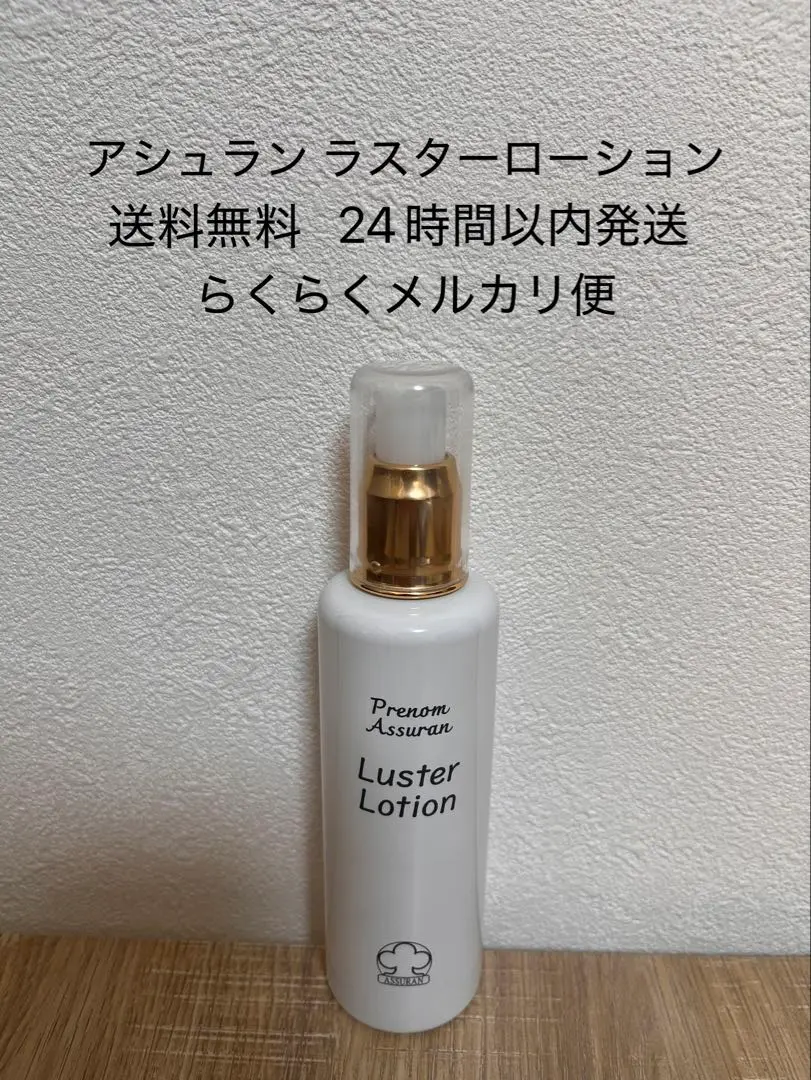 アシュラン ラスターローション
送料無料 24時間以内発送
らくらくメルカリ便
Prenom
Assuran
Luster
Lotion
ASSURAN